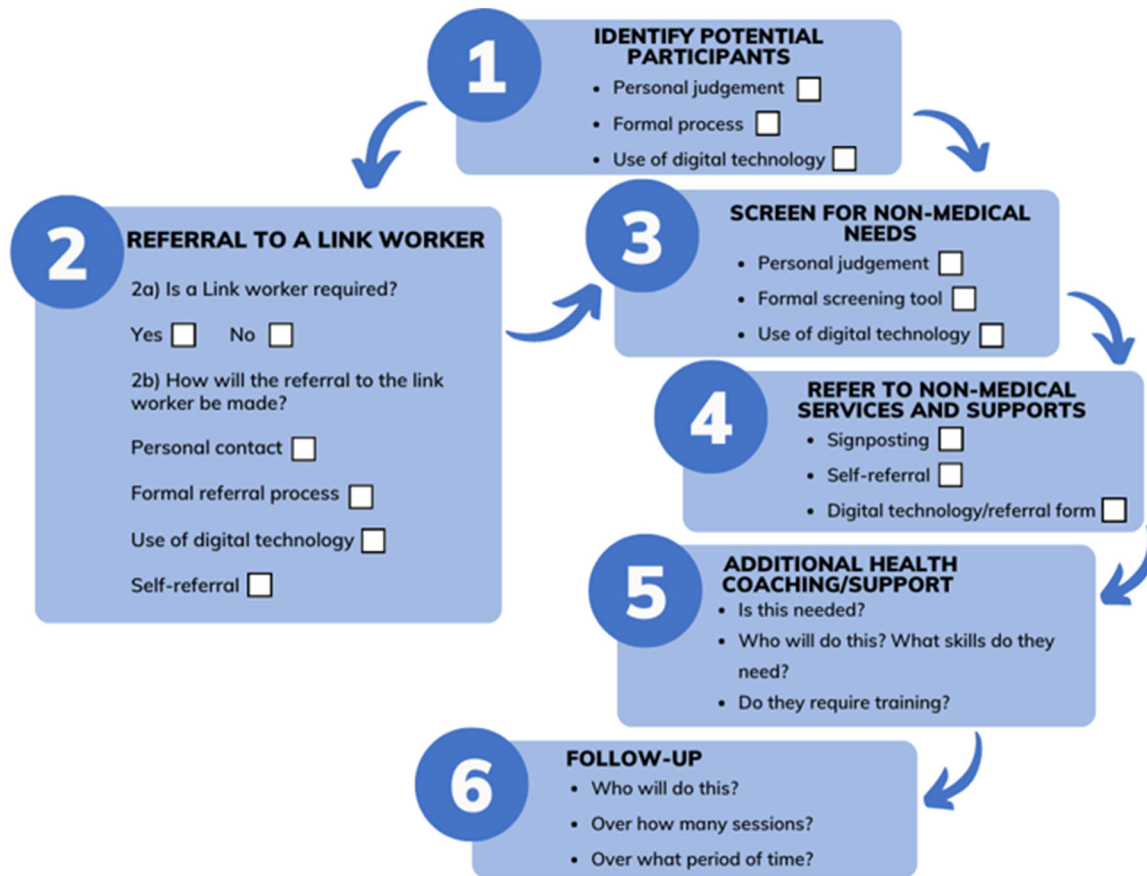 1
IDENTIFY POTENTIAL
PARTICIPANTS
• Personal judgement
• Formal process
• Use of digital technology
2
REFERRAL TO A LINK WORKER
2a) Is a Link worker required?
Yes No
2b) How will the referral to the link
worker be made?
Personal contact
Formal referral process
Use of digital technology
Self-referral
3
SCREEN FOR NON-MEDICAL
NEEDS
• Personal judgement
• Formal screening tool
• Use of digital technology
4
REFER TO NON-MEDICAL
SERVICES AND SUPPORTS
• Signposting
• Self-referral
• Digital technology/referral form
5
ADDITIONAL HEALTH
COACHING/SUPPORT
• Is this needed?
• Who will do this? What skills do they
need?
• Do they require training?
6
FOLLOW-UP
• Who will do this?
• Over how many sessions?
• Over what period of time?